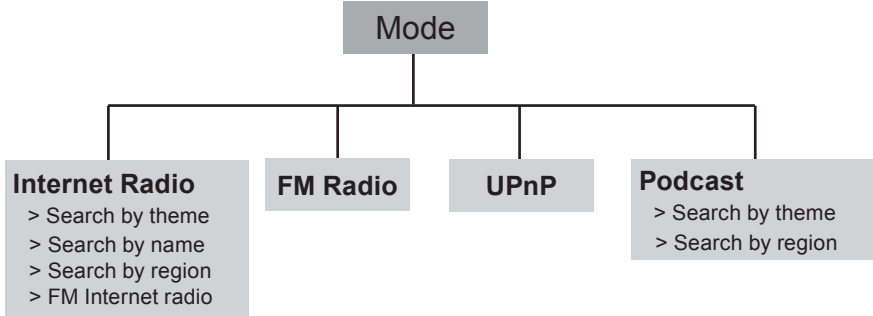 Mode
Internet Radio
> Search by theme
> Search by name
> Search by region
> FM Internet radio
FM Radio
UPnP
Podcast
> Search by theme
> Search by region